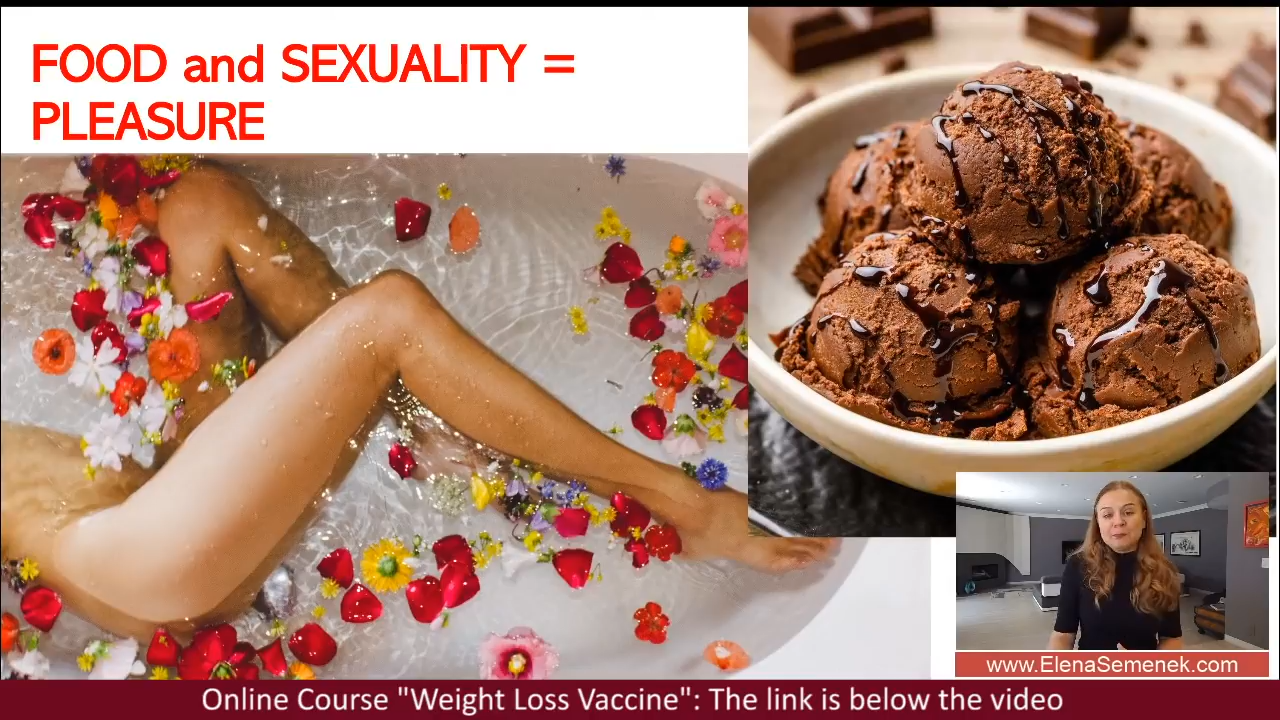 FOOD and SEXUALITY =
PLEASURE
www.ElenaSemenek.com
Online Course "Weight Loss Vaccine": The link is below the video